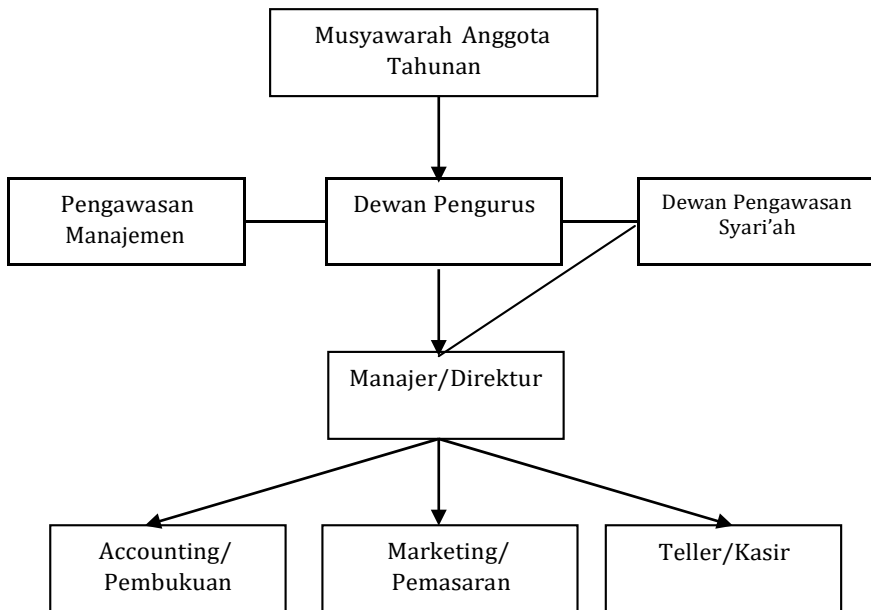 Musyawarah Anggota
Tahunan
Pengawasan
Manajemen
Dewan Pengurus
Dewan Pengawasan
Syari’ah
Manajer/Direktur
Accounting/
Pembukuan
Marketing/
Pemasaran
Teller/Kasir